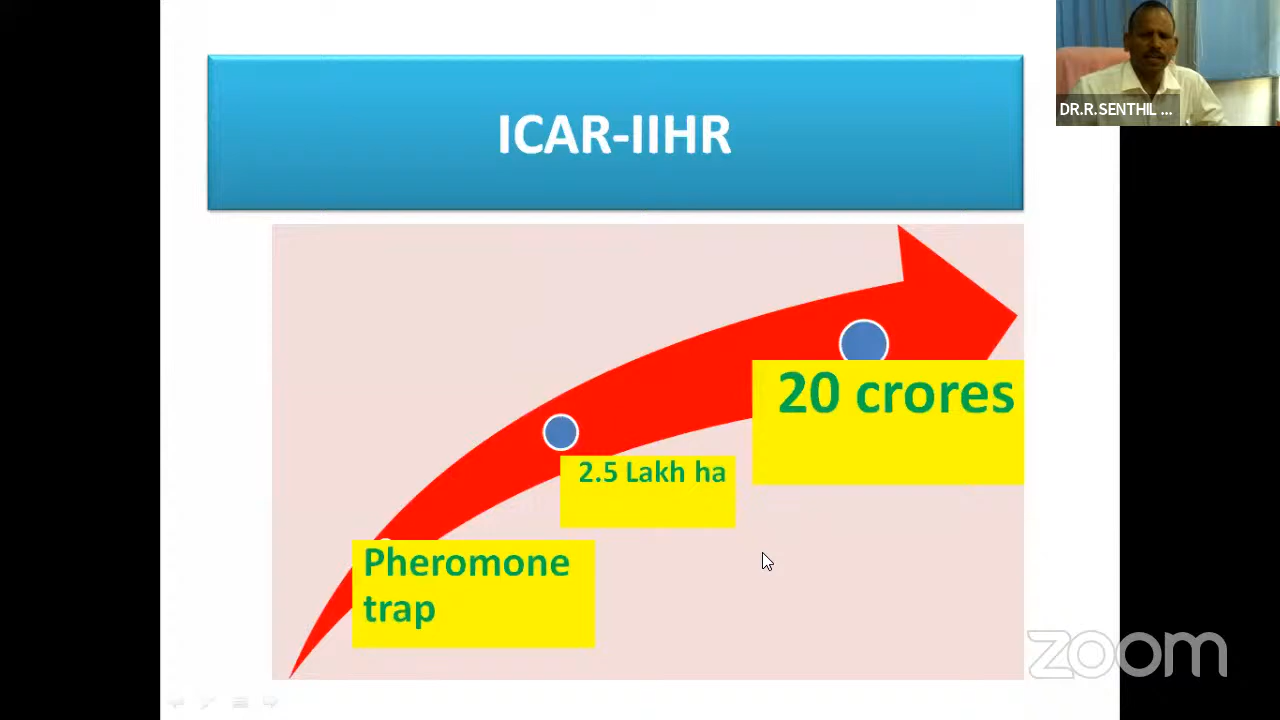 DR.R.SENTHIL ...
ICAR-IIHR
20 crores
2.5 Lakh ha
Pheromone
trap
zoom